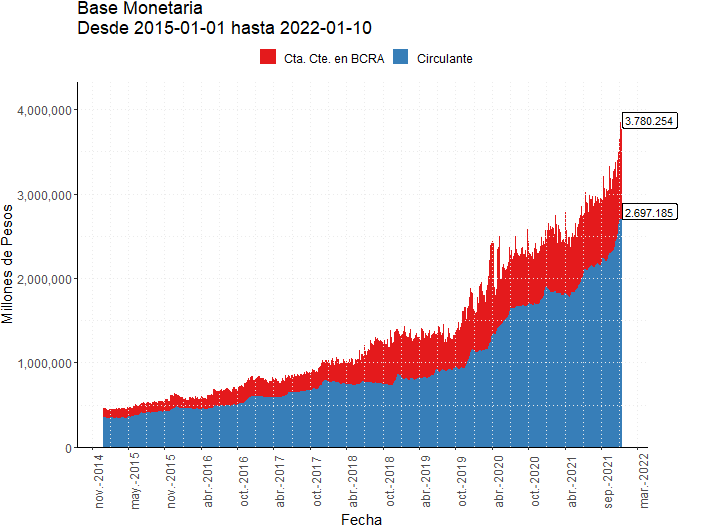 Base Monetaria
Desde 2015-01-01 hasta 2022-01-10
Cta. Cte. en BCRA
Circulante
Millones de Pesos
4,000,000
3,000,000
2,000,000
1,000,000
0
3.780.254
2.697.185
nov.-2014
may.-2015
nov.-2015
abr.-2016
oct.-2016
abr.-2017
oct.-2017
abr.-2018
oct.-2018
abr.-2019
oct.-2019
abr.-2020
oct.-2020
abr.-2021
sep.-2021
mar.-2022
Fecha